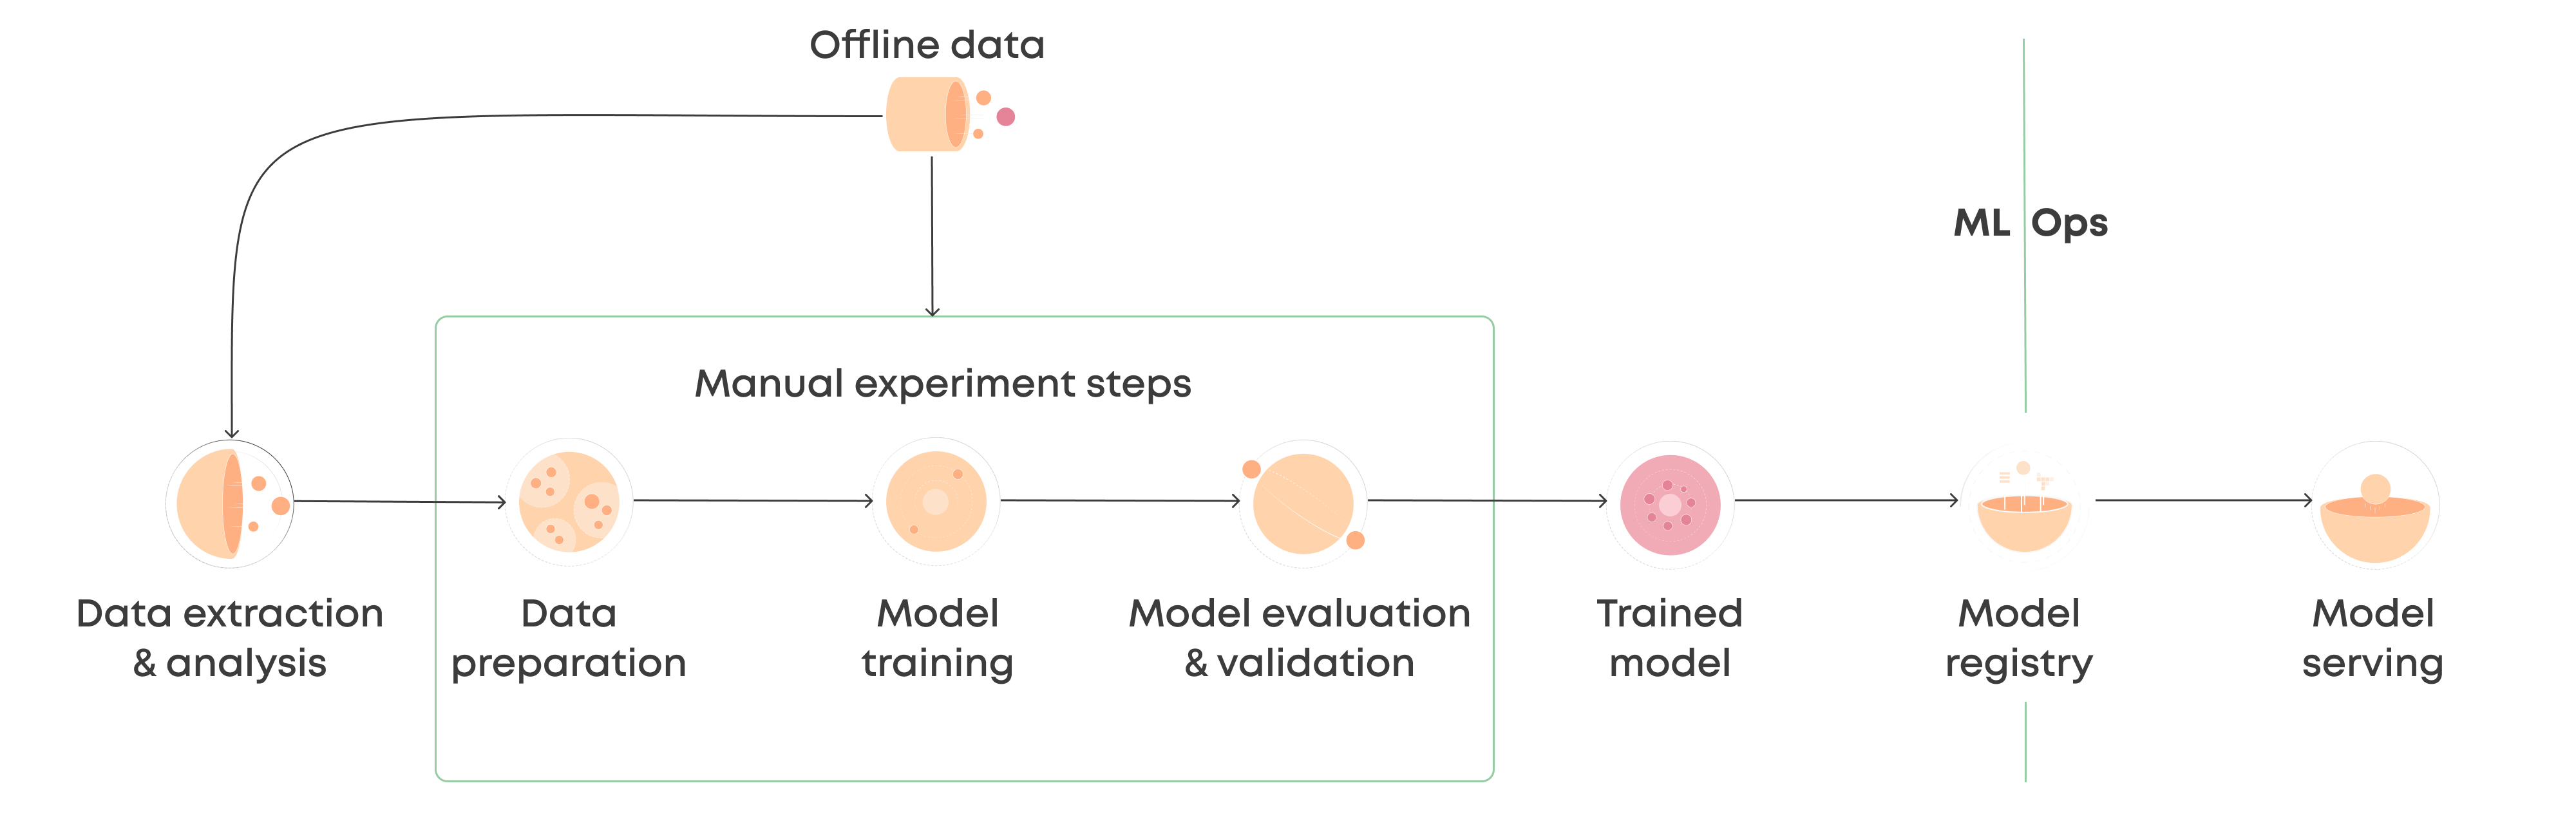 Offline data
ML Ops
Manual experiment steps
Data extraction
& analysis
Data
preparation
Model
training
Model evaluation
& validation
Trained
model
Model
registry
Model
serving